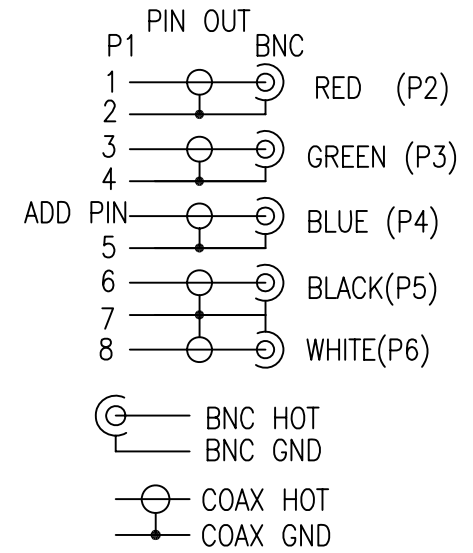 PIN OUT
P1 BNC
1 RED (P2)
2
3 GREEN (P3)
4
ADD PIN BLUE (P4)
5
6 BLACK(P5)
7
8 WHITE(P6)
BNC HOT
BNC GND
COAX HOT
COAX GND